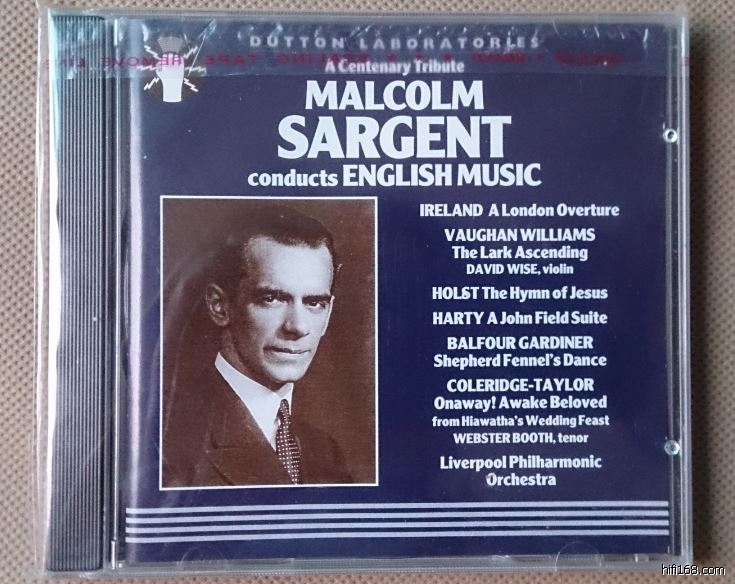 DUTTON LABORATORIES
A Centenary Tribute
MALCOLM
SARGENT
conducts ENGLISH MUSIC
IRELAND A London Overture
VAUGHAN WILLIAMS
The Lark Ascending
DAVID WISE, violin
HOLST The Hymn of Jesus
HARTY A John Field Suite
BALFOUR GARDINER
Shepherd Fennel's Dance
COLERIDGE-TAYLOR
Onaway! Awake Beloved
from Hiawatha's Wedding Feast
WEBSTER BOOTH, tenor
Liverpool Philharmonic
Orchestra
hifi168.com